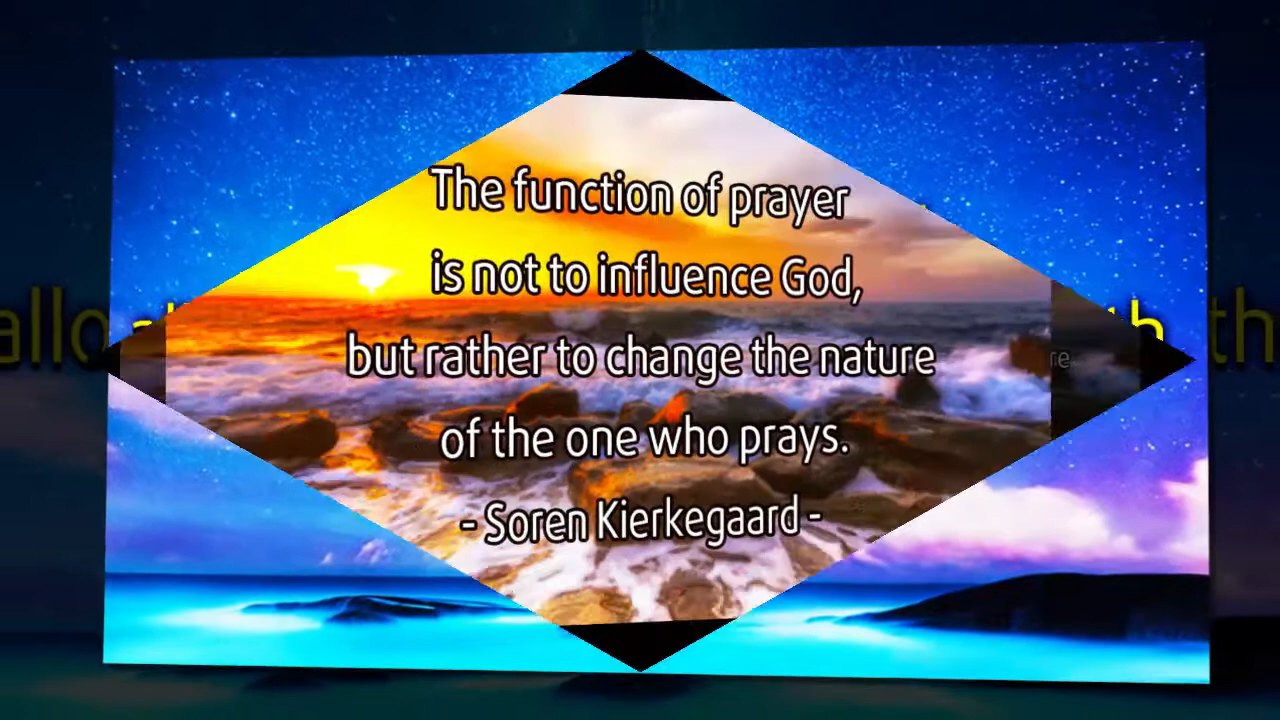 The function of prayer
is not to influence God,
but rather to change the nature
of the one who prays.
- Soren Kierkegaard -